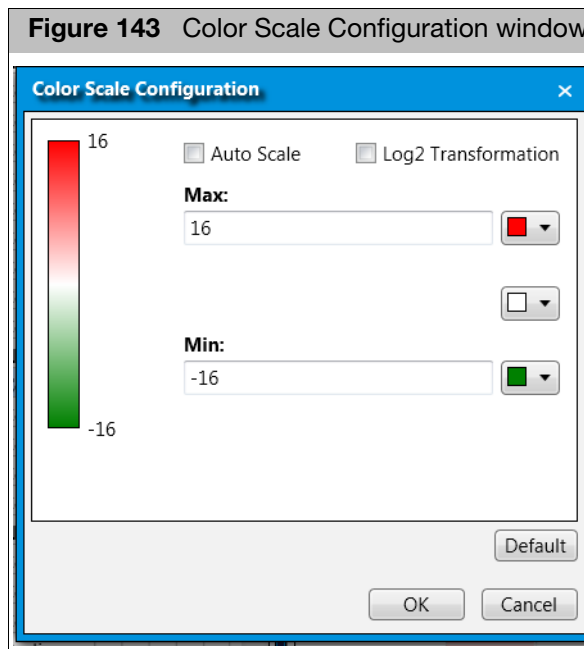 Figure 143 Color Scale Configuration window
Color Scale Configuration ×
16
Auto Scale Log2 Transformation
Max:
16
Min:
-16
-16
Default
OK Cancel